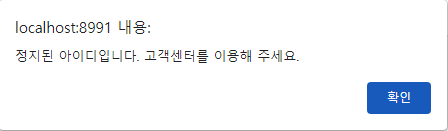 localhost:8991 내용:
정지된 아이디입니다. 고객센터를 이용해 주세요.
확인